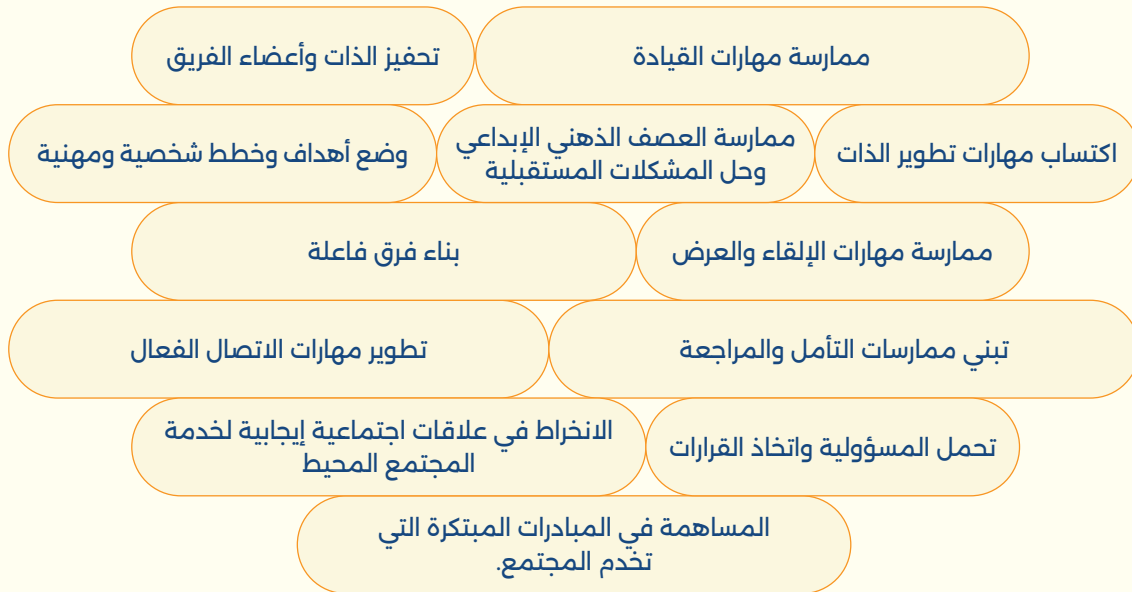 ممارسة مهارات القيادة
تحفيز الذات وأعضاء الفريق
اكتساب مهارات تطوير الذات
ممارسة العصف الذهني الإبداعي
وحل المشكلات المستقبلية
وضع أهداف وخطط شخصية ومهنية
ممارسة مهارات الإلقاء والعرض
بناء فرق فاعلة
تبني ممارسات التأمل والمراجعة
تطوير مهارات الاتصال الفعال
تحمل المسؤولية واتخاذ القرارات
الانخراط في علاقات اجتماعية إيجابية لخدمة
المجتمع المحيط
المساهمة في المبادرات المبتكرة التي
تخدم المجتمع.